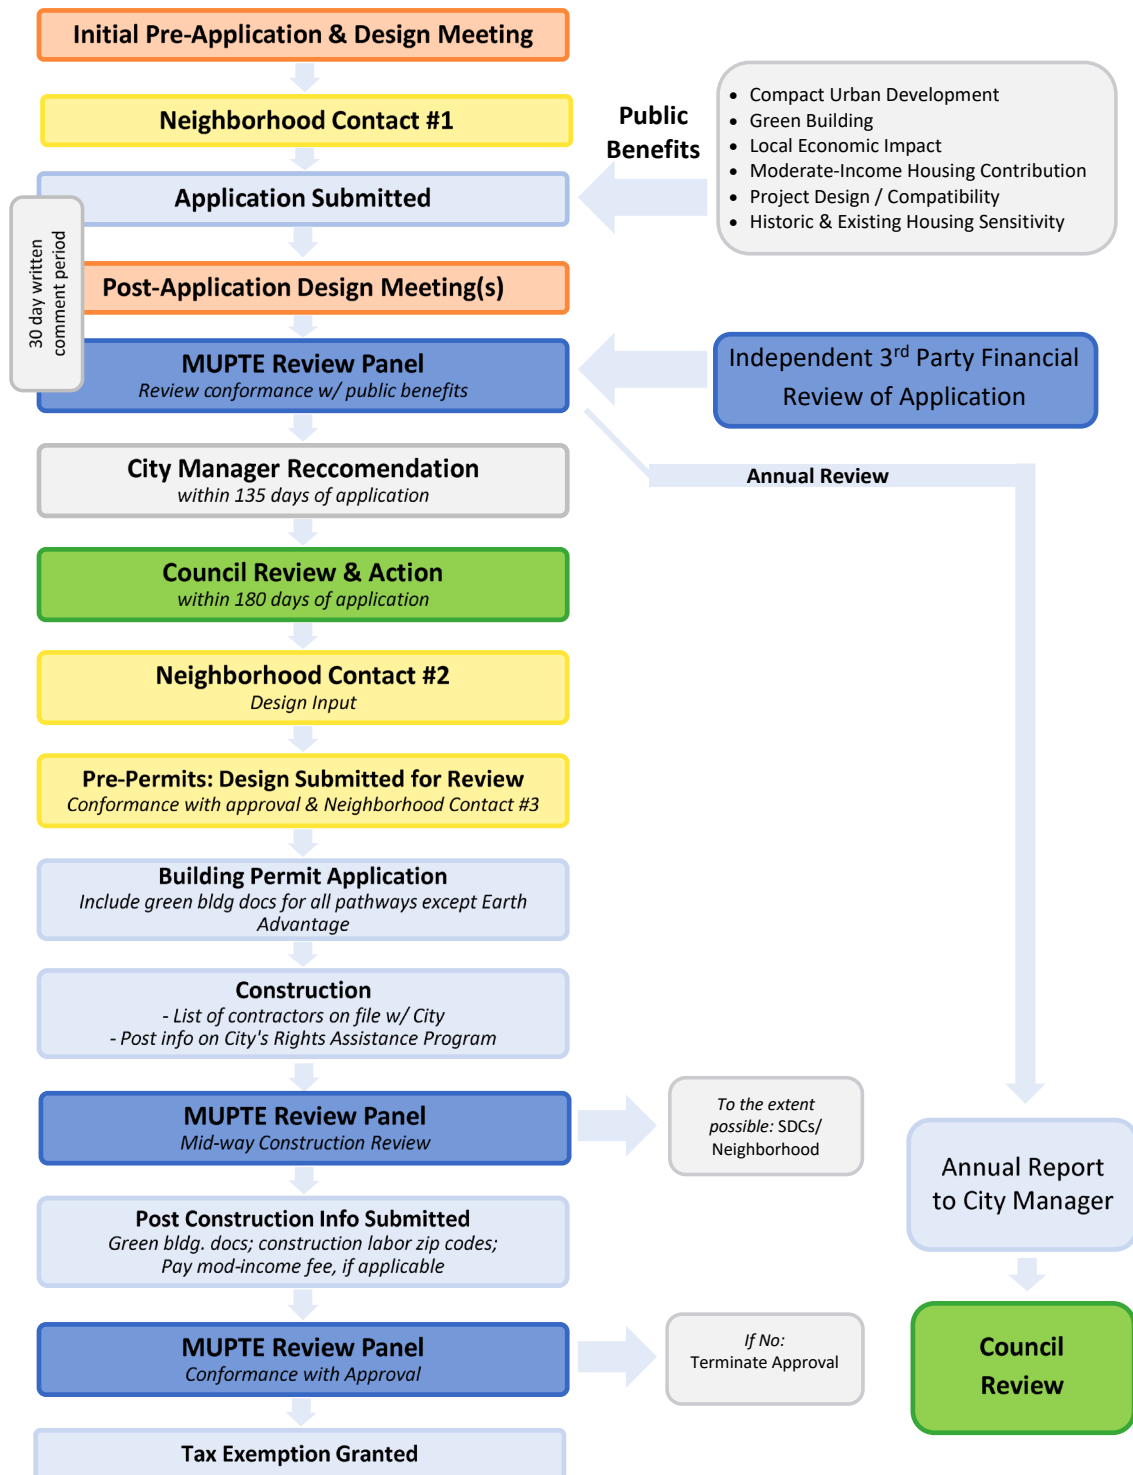 Initial Pre-Application & Design Meeting
Neighborhood Contact #1
Public
Benefits
• Compact Urban Development
• Green Building
• Local Economic Impact
• Moderate-Income Housing Contribution
• Project Design / Compatibility
• Historic & Existing Housing Sensitivity
Application Submitted
30 day written
comment period
Post-Application Design Meeting(s)
MUPTE Review Panel
Review conformance w/ public benefits
Independent 3rd Party Financial
Review of Application
City Manager Reccomendation
within 135 days of application
Annual Review
Council Review & Action
within 180 days of application
Neighborhood Contact #2
Design Input
Pre-Permits: Design Submitted for Review
Conformance with approval & Neighborhood Contact #3
Building Permit Application
Include green bldg docs for all pathways except Earth
Advantage
Construction
- List of contractors on file w/ City
- Post info on City's Rights Assistance Program
MUPTE Review Panel
Mid-way Construction Review
To the extent
possible: SDCs/
Neighborhood
Annual Report
to City Manager
Post Construction Info Submitted
Green bldg. docs; construction labor zip codes;
Pay mod-income fee, if applicable
MUPTE Review Panel
Conformance with Approval
If No:
Terminate Approval
Council
Review
Tax Exemption Granted